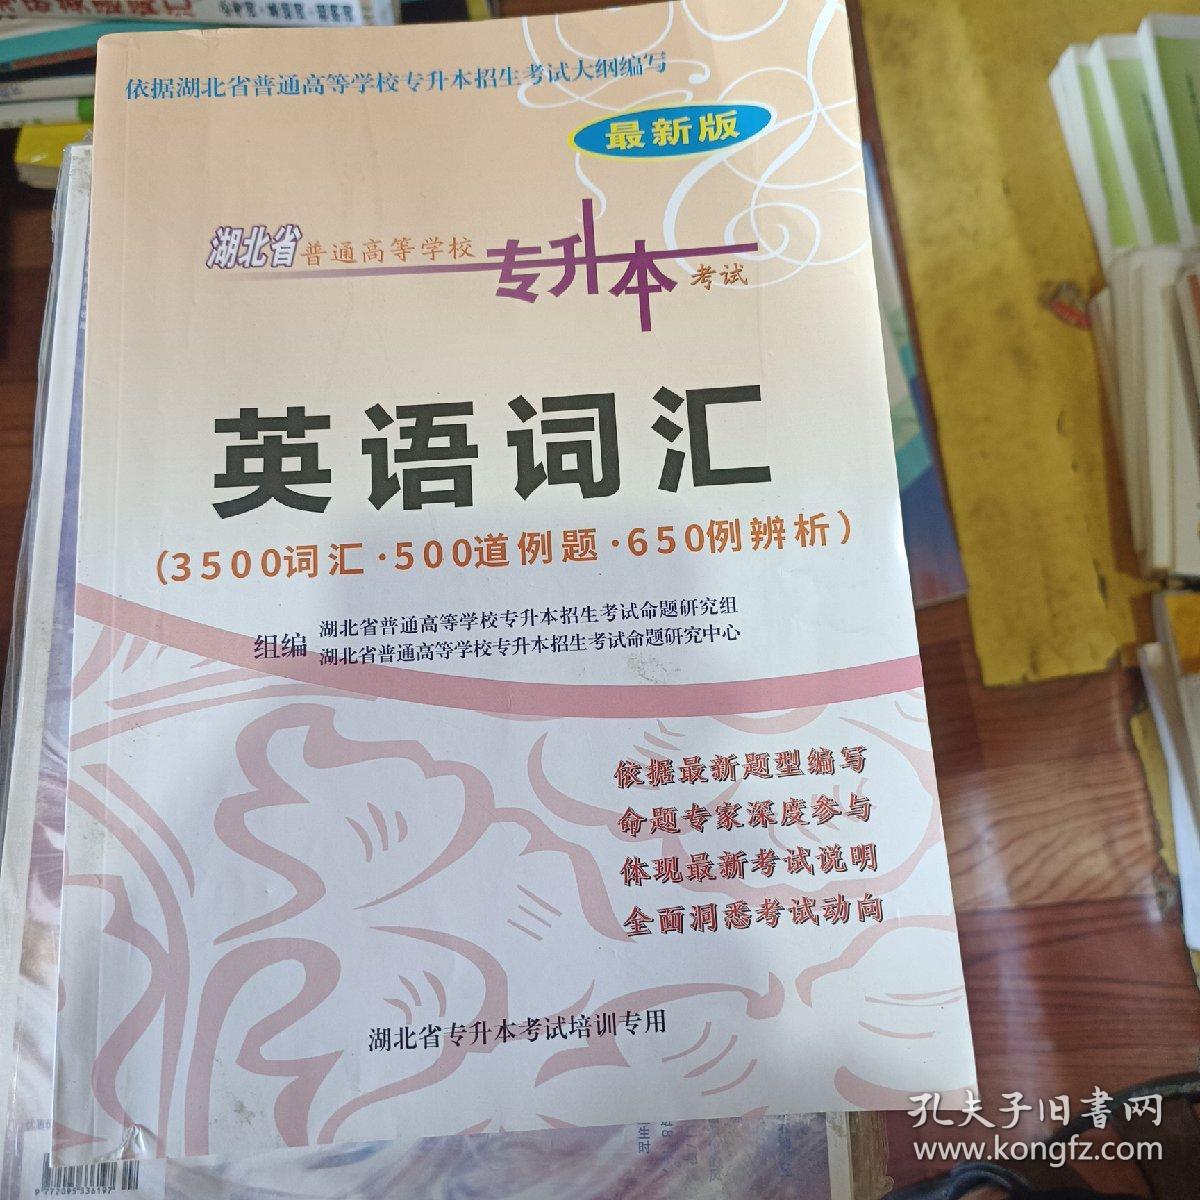 依据湖北省普通高等学校专升本招生考试大纲编写
最新版
湖北省普通高等学校专升本考试
英语词汇
（3500词汇·500道例题·650例辨析）
组编
湖北省普通高等学校专升本招生考试命题研究组
湖北省普通高等学校专升本招生考试命题研究中心
依据最新题型编写
命题专家深度参与
体现最新考试说明
全面洞悉考试动向
湖北省专升本考试培训专用
孔夫子旧书网
www.kongfz.com
9 772095 536197